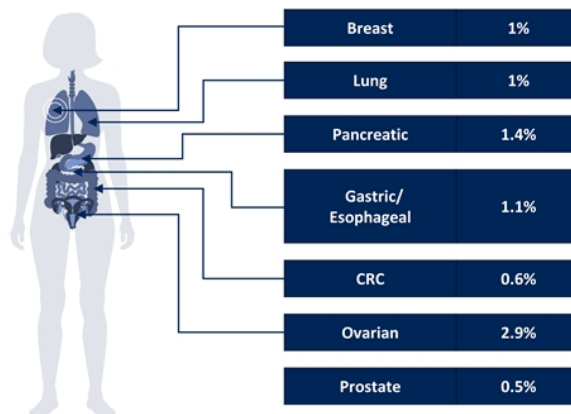 Breast 1%
Lung 1%
Pancreatic 1.4%
Gastric/
Esophageal 1.1%
CRC 0.6%
Ovarian 2.9%
Prostate 0.5%